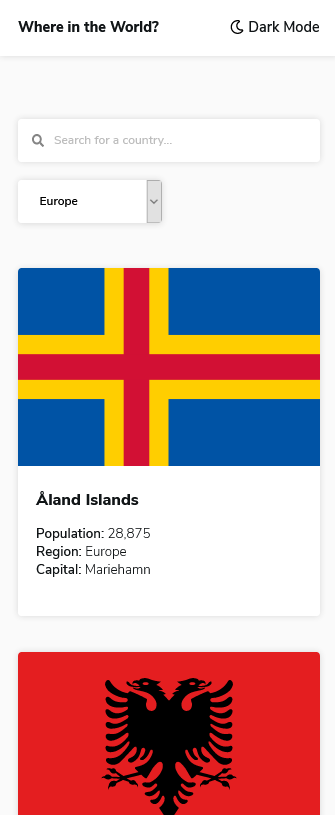 Where in the World?
Dark Mode
Search for a country...
Europe
Åland Islands
Population: 28,875
Region: Europe
Capital: Mariehamn